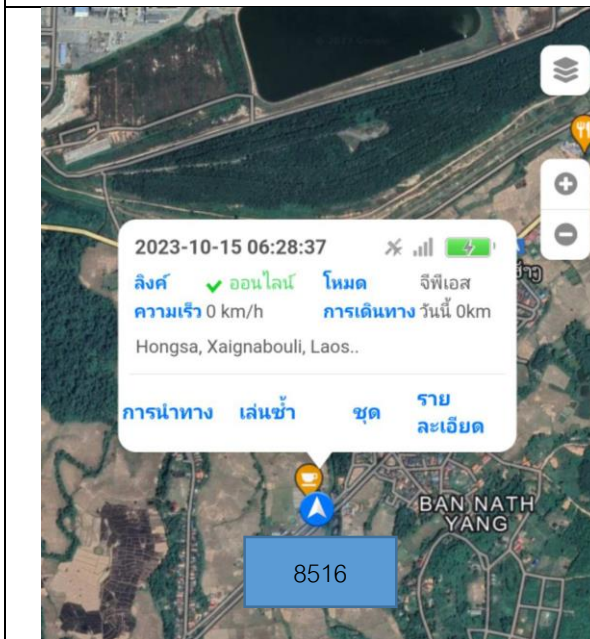 2023-10-15 06:28:37
ลิงค์ ออนไลน์ โหมด จีพีเอส
ความเร็ว 0 km/h การเดินทาง วันนี้ 0km
Hongsa, Xaignabouli, Laos..
การนำทาง เล่นซ้ำ ชุด ราย
ละเอียด
BAN NATH
YANG
8516